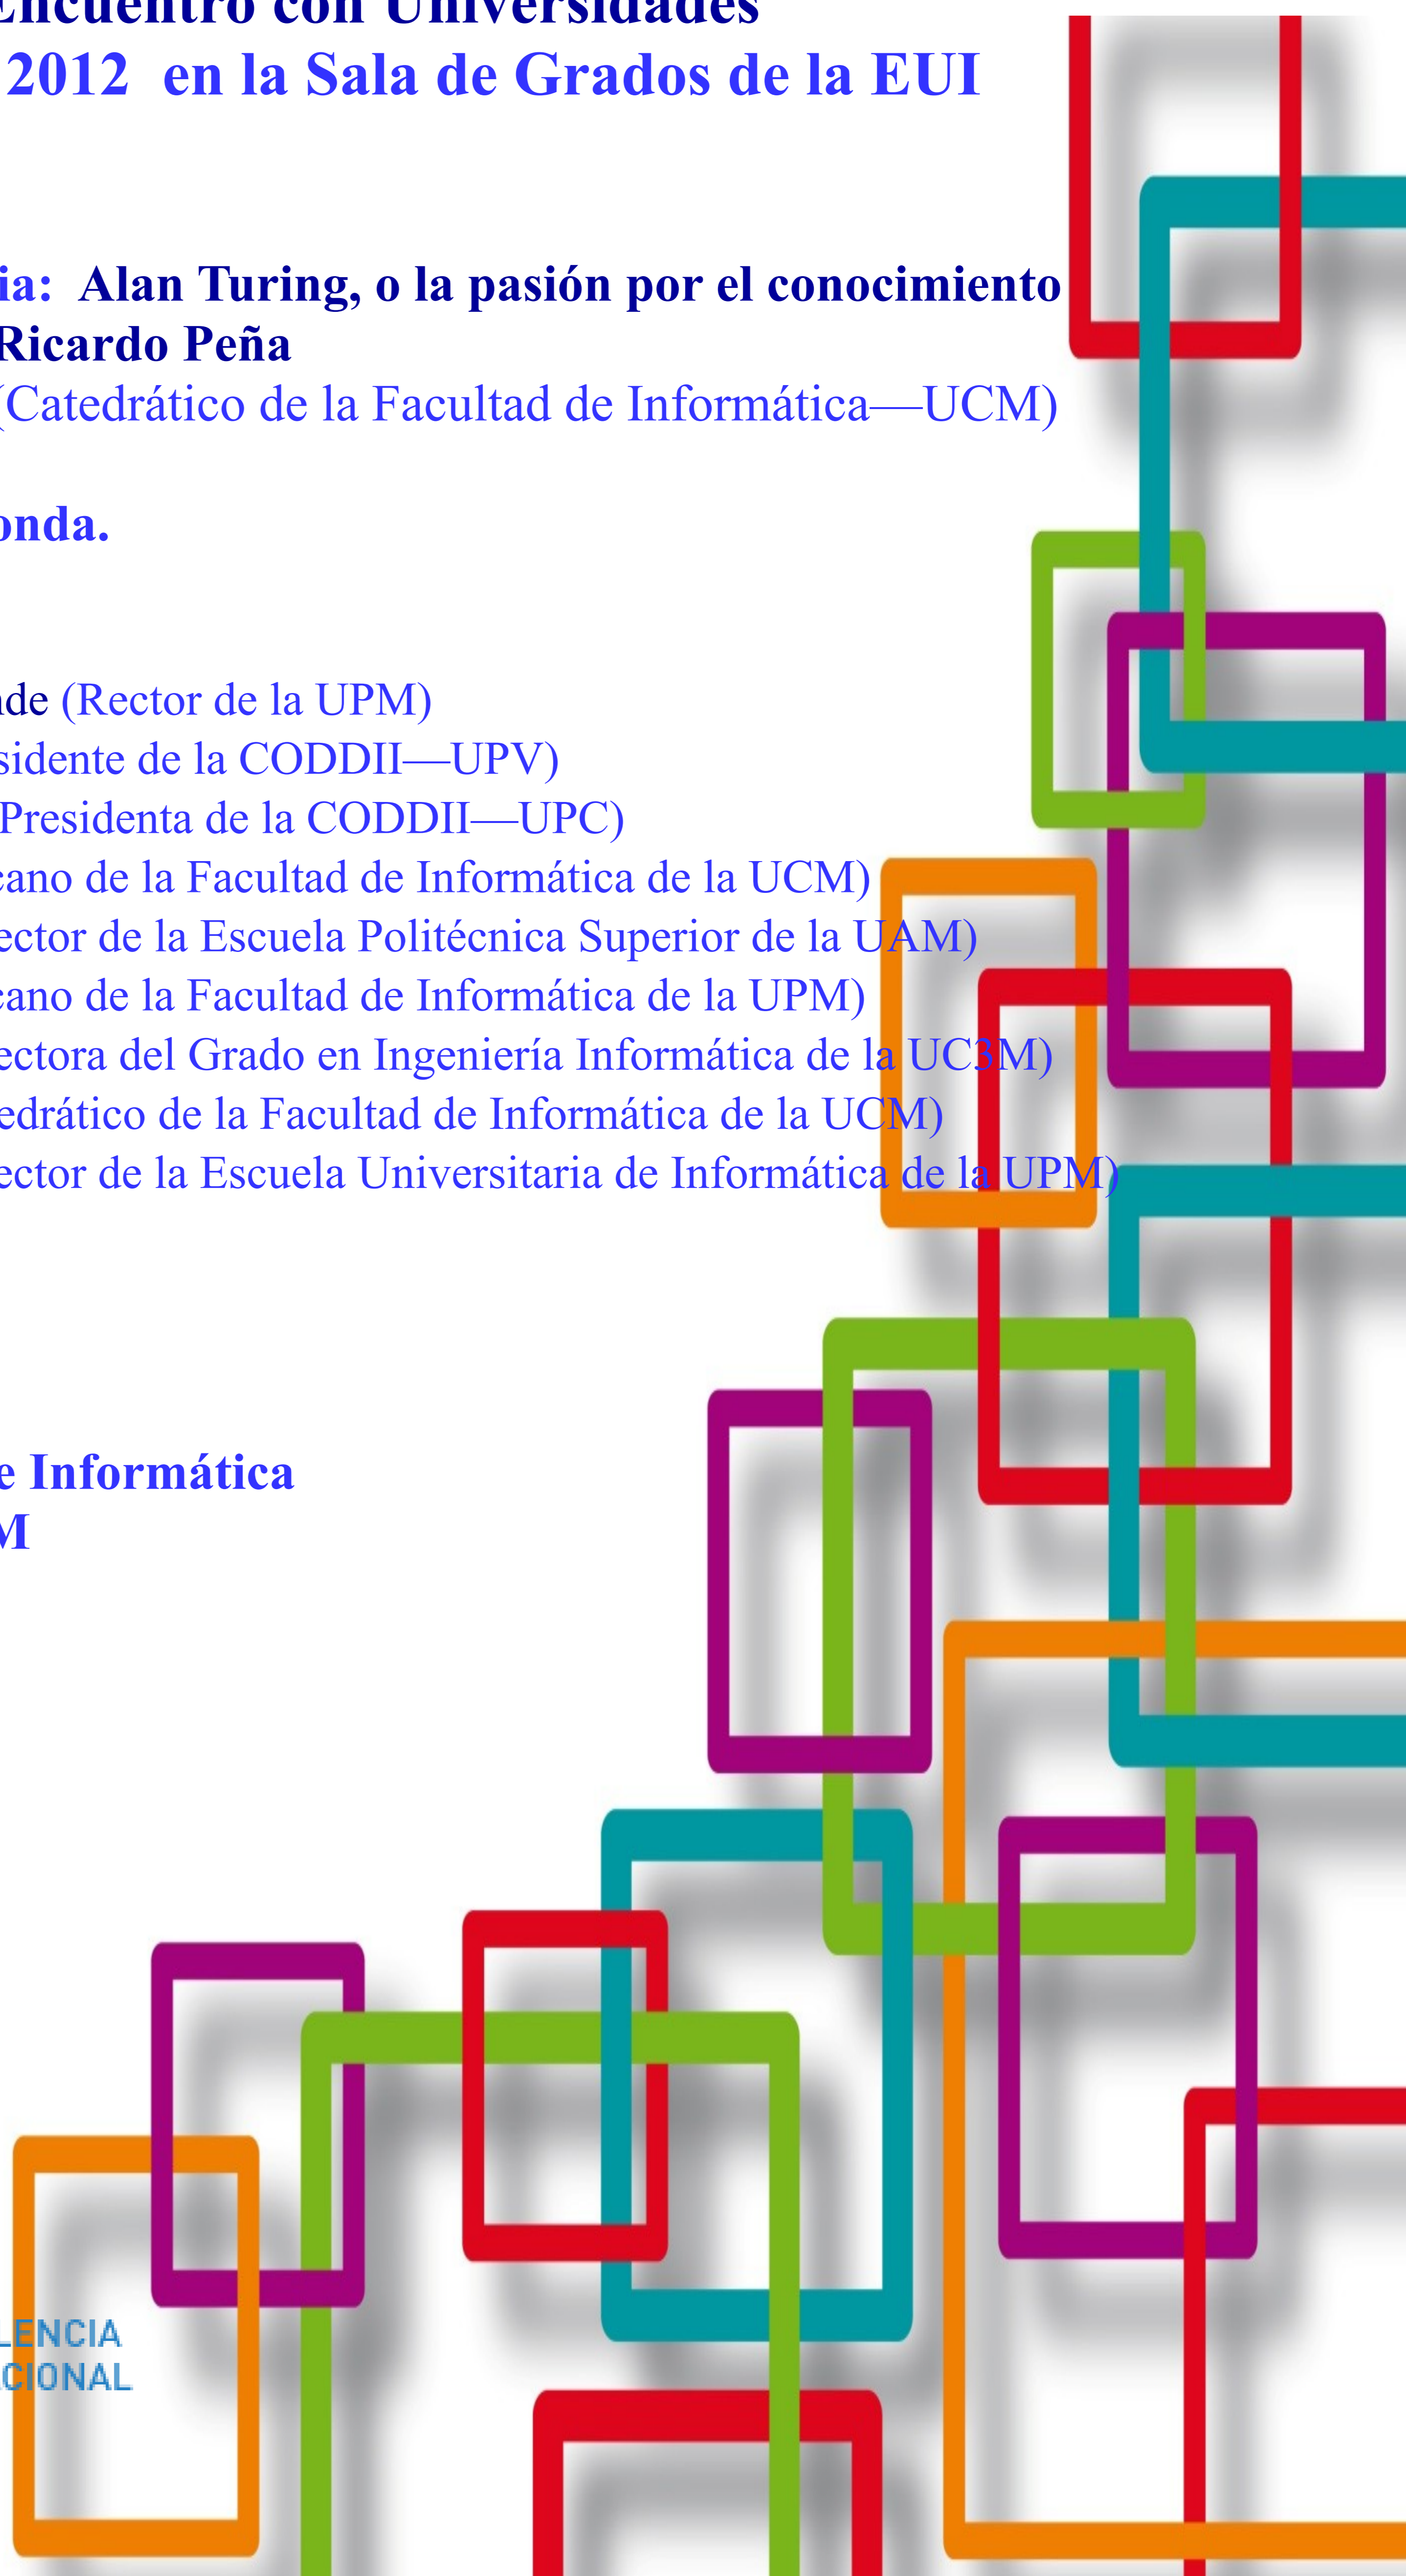 Encuentro con Universidades
2012 en la Sala de Grados de la EUI
ia: Alan Turing, o la pasión por el conocimiento
Ricardo Peña
(Catedrático de la Facultad de Informática—UCM)
onda.
nde (Rector de la UPM)
sidente de la CODDII—UPV)
Presidenta de la CODDII—UPC)
cano de la Facultad de Informática de la UCM)
ector de la Escuela Politécnica Superior de la UAM)
cano de la Facultad de Informática de la UPM)
ectora del Grado en Ingeniería Informática de la UC3M)
edrático de la Facultad de Informática de la UCM)
ector de la Escuela Universitaria de Informática de la UPM)
e Informática
M
LENCIA
CIONAL